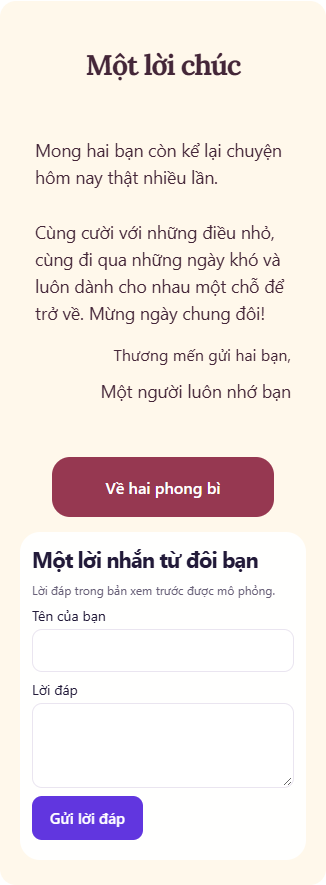 Một lời chúc
Mong hai bạn còn kể lại chuyện
hôm nay thật nhiều lần.
Cùng cười với những điều nhỏ,
cùng đi qua những ngày khó và
luôn dành cho nhau một chỗ để
trở về. Mừng ngày chung đôi!
Thương mến gửi hai bạn,
Một người luôn nhớ bạn
Về hai phong bì
Một lời nhắn từ đôi bạn
Lời đáp trong bản xem trước được mô phỏng.
Tên của bạn
Lời đáp
Gửi lời đáp